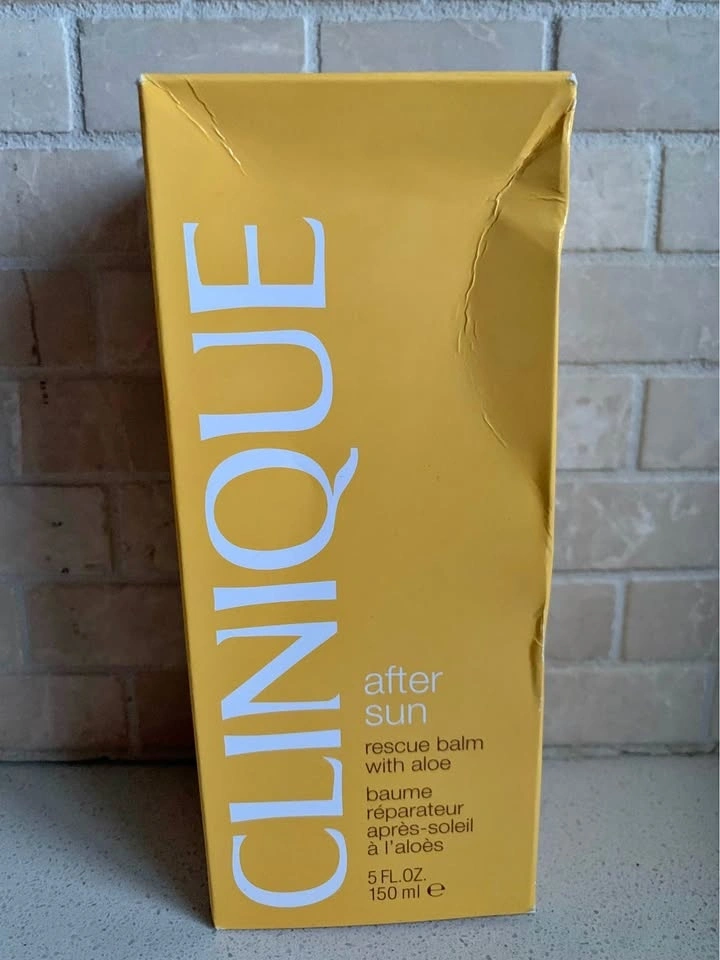 CLINIQUE
after
sun
rescue balm
with aloe
baume
réparateur
après-soleil
à l'aloès
5 FL.OZ.
150 ml ℮